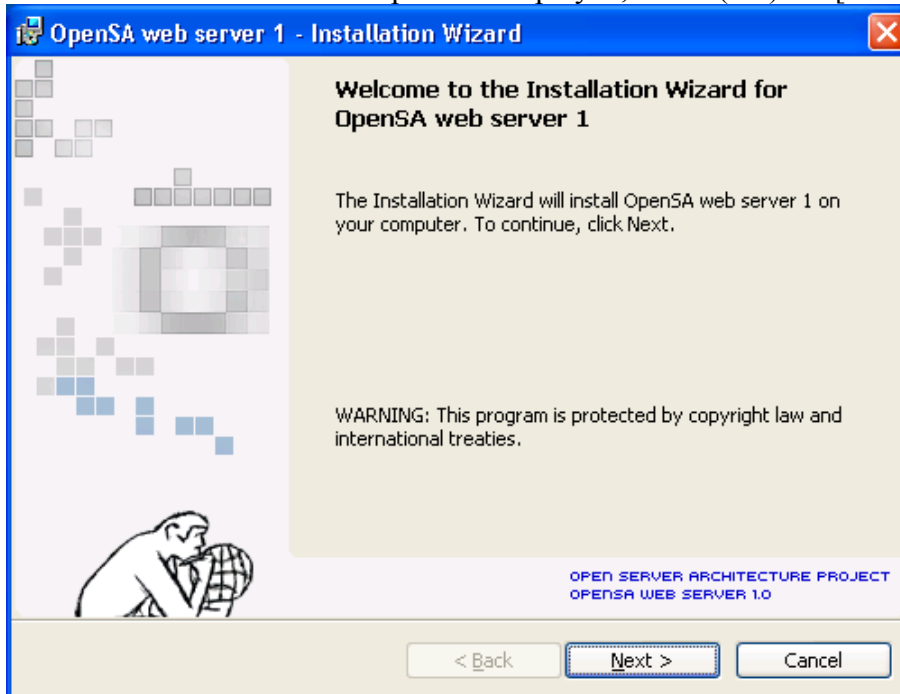 OpenSA web server 1 - Installation Wizard
Welcome to the Installation Wizard for
OpenSA web server 1
The Installation Wizard will install OpenSA web server 1 on
your computer. To continue, click Next.
WARNING: This program is protected by copyright law and
international treaties.
OPEN SERVER ARCHITECTURE PROJECT
OPENSA WEB SERVER 1.0
< Back
Next >
Cancel